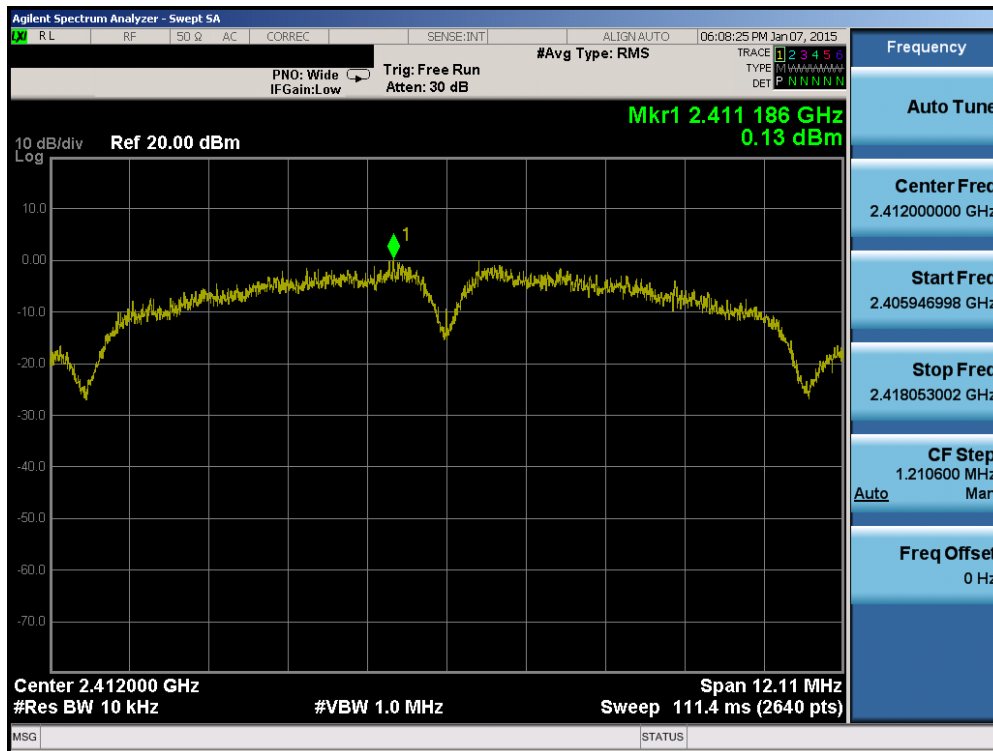 Agilent Spectrum Analyzer - Swept SA
LXI RL RF 50 Ω AC CORREC SENSE:INT ALIGN AUTO 06:08:25 PM Jan 07, 2015
#Avg Type: RMS
TRACE 1 2 3 4 5 6
TYPE M W W W W W
DET P N N N N N
PNO: Wide Trig: Free Run
IFGain:Low Atten: 30 dB
Mkr1 2.411 186 GHz
0.13 dBm
10 dB/div Ref 20.00 dBm
Log
10.0
0.00
-10.0
-20.0
-30.0
-40.0
-50.0
-60.0
-70.0
1
Center 2.412000 GHz Span 12.11 MHz
#Res BW 10 kHz #VBW 1.0 MHz Sweep 111.4 ms (2640 pts)
MSG STATUS
Frequency
Auto Tune
Center Freq
2.412000000 GHz
Start Freq
2.405946998 GHz
Stop Freq
2.418053002 GHz
CF Step
1.210600 MHz
Auto Man
Freq Offset
0 Hz